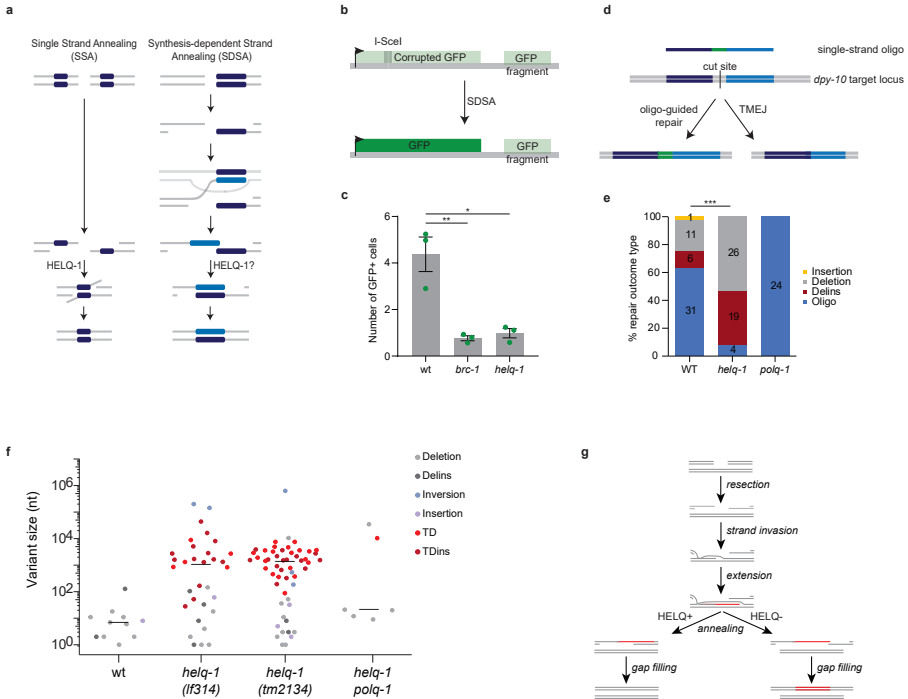 a
Single Strand Annealing
(SSA)
Synthesis-dependent Strand
Annealing (SDSA)
HELQ-1
HELQ-1?
b
I-SceI
Corrupted GFP
GFP
fragment
SDSA
GFP
GFP
fragment
c
Number of GFP+ cells
6
4
2
0
*
**
wt
brc-1
helq-1
d
single-strand oligo
cut site
dpy-10 target locus
oligo-guided
repair
TMEJ
e
% repair outcome type
100
80
60
40
20
0
***
1
11
6
31
26
19
4
24
WT
helq-1
polq-1
Insertion
Deletion
Delins
Oligo
f
Variant size (nt)
10^6
10^4
10^2
10^0
wt
helq-1
(lf314)
helq-1
(tm2134)
helq-1
polq-1
Deletion
Delins
Inversion
Insertion
TD
TDins
g
resection
strand invasion
extension
HELQ+
HELQ-
annealing
gap filling
gap filling